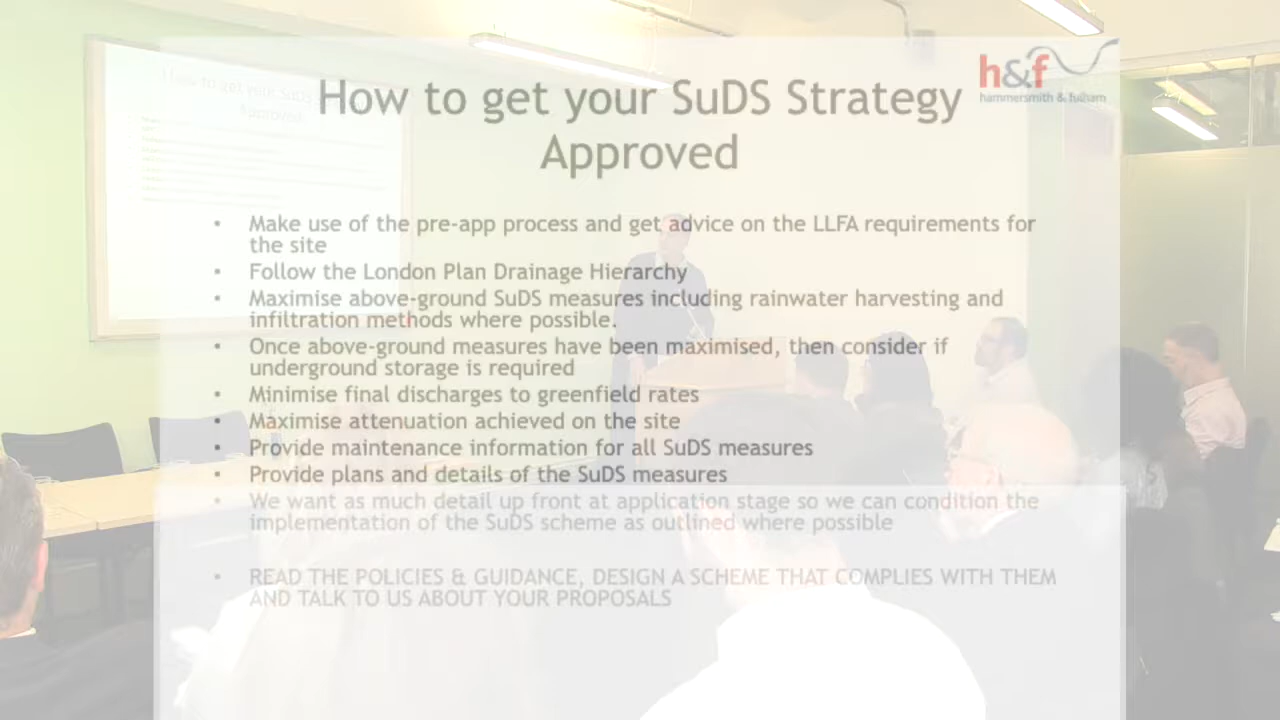 How to get your SuDS Strategy
Approved
h&f
hammersmith & fulham
• Make use of the pre-app process and get advice on the LLFA requirements for
the site
• Follow the London Plan Drainage Hierarchy
• Maximise above-ground SuDS measures including rainwater harvesting and
infiltration methods where possible.
• Once above-ground measures have been maximised, then consider if
underground storage is required
• Minimise final discharges to greenfield rates
• Maximise attenuation achieved on the site
• Provide maintenance information for all SuDS measures
• Provide plans and details of the SuDS measures
• We want as much detail up front at application stage so we can condition the
implementation of the SuDS scheme as outlined where possible
• READ THE POLICIES & GUIDANCE, DESIGN A SCHEME THAT COMPLIES WITH THEM
AND TALK TO US ABOUT YOUR PROPOSALS
How to get your SuDS
Approved